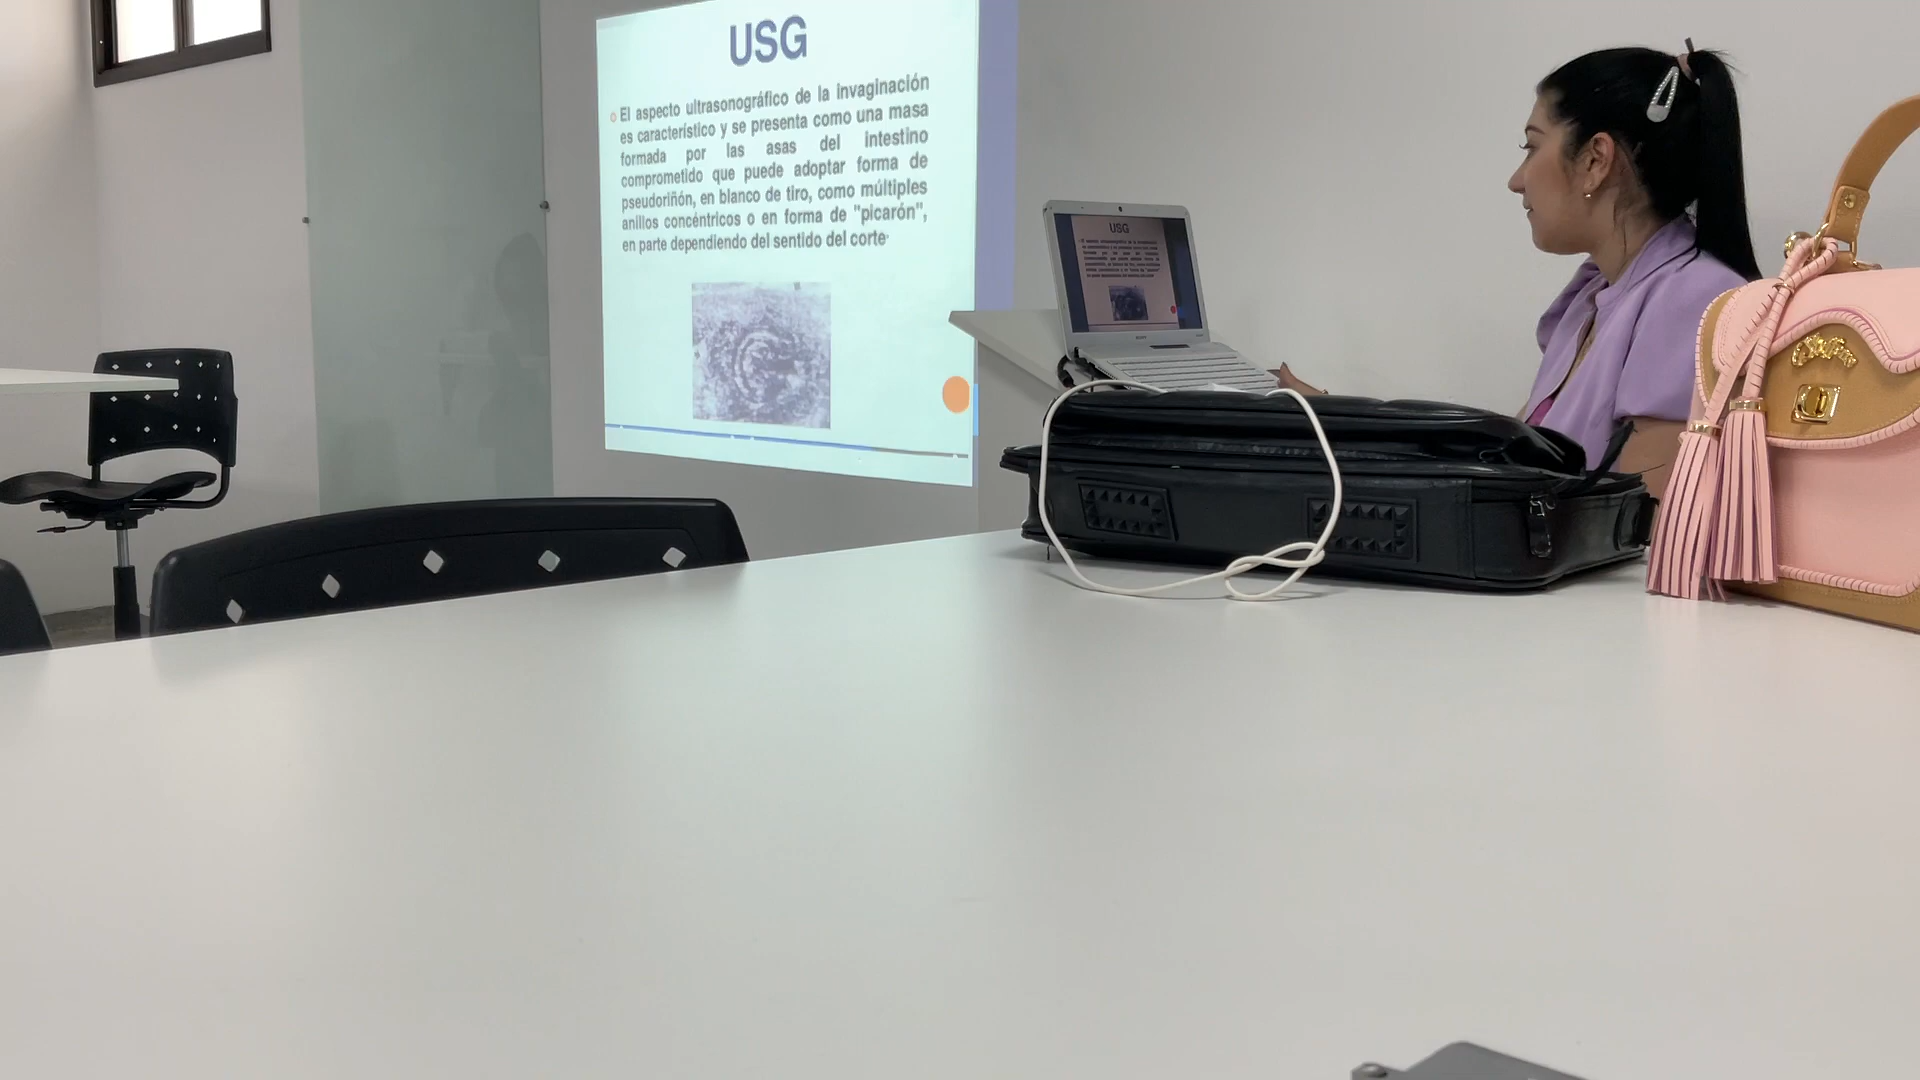 USG
El aspecto ultrasonográfico de la invaginación
es característico y se presenta como una masa
formada por las asas del intestino
comprometido que puede adoptar forma de
pseudoriñón, en blanco de tiro, como múltiples
anillos concéntricos o en forma de "picarón",
en parte dependiendo del sentido del corte
USG
SONY